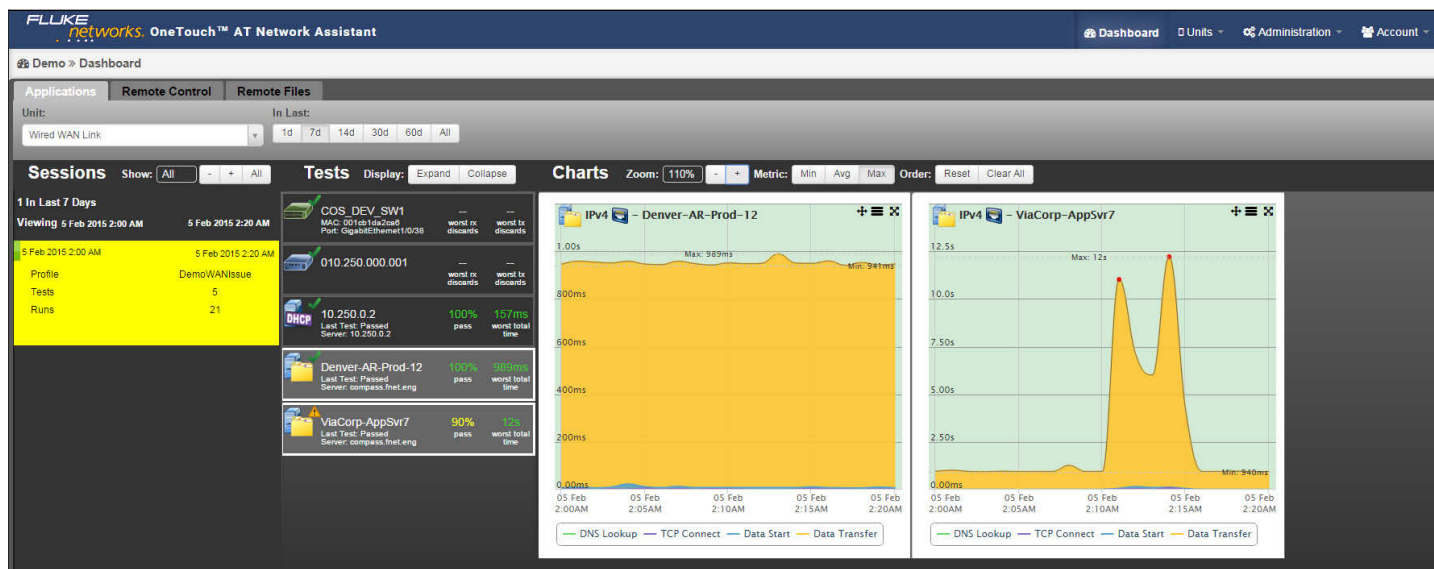 FLUKE networks. OneTouch™ AT Network Assistant
Dashboard Units Administration Account
Demo » Dashboard
Applications Remote Control Remote Files
Unit: In Last:
Wired WAN Link 1d 7d 14d 30d 60d All
Sessions Show: All - + All
1 In Last 7 Days
Viewing 5 Feb 2015 2:00 AM 5 Feb 2015 2:20 AM
5 Feb 2015 2:00 AM 5 Feb 2015 2:20 AM
Profile DemoWANIssue
Tests 5
Runs 21
Tests Display: Expand Collapse
COS_DEV_SW1 -- --
MAC: 001cb1da2ca6 worst rx discards worst tx discards
Port: GigabitEthernet1/0/38
010.250.000.001 -- --
worst rx discards worst tx discards
DHCP 10.250.0.2 100% 157ms
Last Test: Passed pass worst total time
Server: 10.250.0.2
Denver-AR-Prod-12 100% 989ms
Last Test: Passed pass worst total time
Server: compass.fnet.eng
ViaCorp-AppSvr7 90% 12s
Last Test: Passed pass worst total time
Server: compass.fnet.eng
Charts Zoom: 110% - + Metric: Min Avg Max Order: Reset Clear All
IPv4 - Denver-AR-Prod-12
1.00s
Max: 989ms
Min: 941ms
800ms
600ms
400ms
200ms
0.00ms
05 Feb 05 Feb 05 Feb 05 Feb 05 Feb
2:00AM 2:05AM 2:10AM 2:15AM 2:20AM
DNS Lookup TCP Connect Data Start Data Transfer
IPv4 - ViaCorp-AppSvr7
12.5s
Max: 12s
10.0s
7.50s
5.00s
2.50s
Min: 940ms
0.00ms
05 Feb 05 Feb 05 Feb 05 Feb 05 Feb
2:00AM 2:05AM 2:10AM 2:15AM 2:20AM
DNS Lookup TCP Connect Data Start Data Transfer